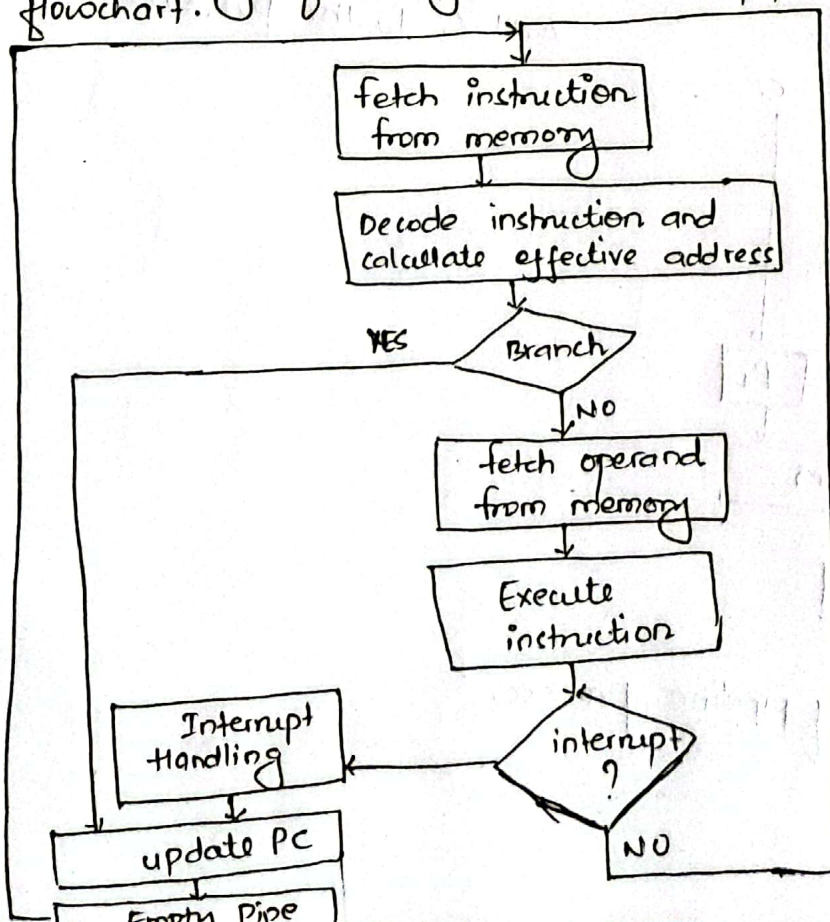 flowchart.
fetch instruction
from memory
Decode instruction and
calculate effective address
YES
Branch
NO
fetch operand
from memory
Execute
instruction
Interrupt
Handling
interrupt
?
update PC
NO
Empty Pipe